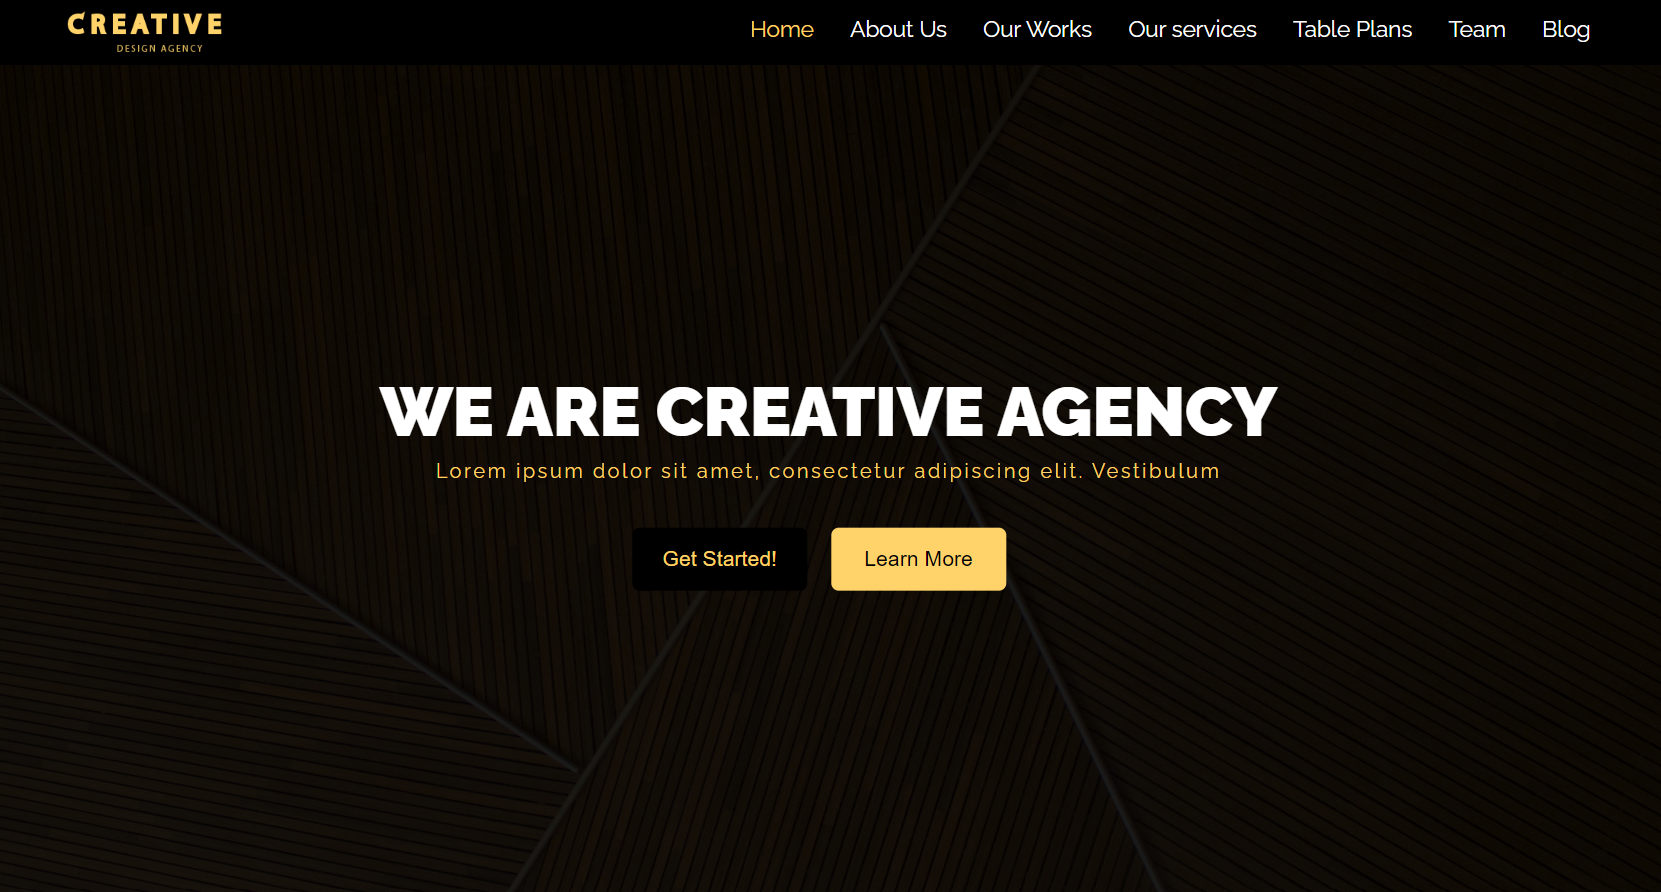 CREATIVE
DESIGN AGENCY
Home About Us Our Works Our services Table Plans Team Blog
WE ARE CREATIVE AGENCY
Lorem ipsum dolor sit amet, consectetur adipiscing elit. Vestibulum
Get Started! Learn More